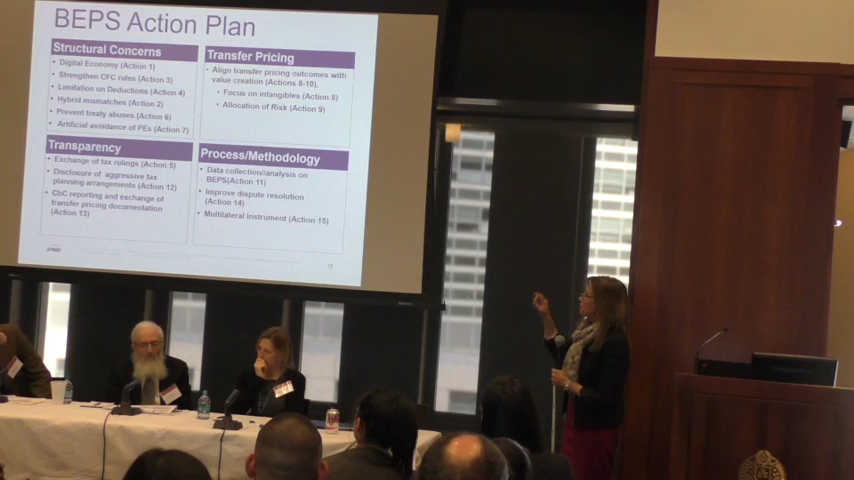 BEPS Action Plan
Structural Concerns
• Digital Economy (Action 1)
• Strengthen CFC rules (Action 3)
• Limitation on Deductions (Action 4)
• Hybrid mismatches (Action 2)
• Prevent treaty abuses (Action 6)
• Artificial avoidance of PEs (Action 7)
Transfer Pricing
• Align transfer pricing outcomes with
value creation (Actions 8-10),
• Focus on intangibles (Action 8)
• Allocation of Risk (Action 9)
Transparency
• Exchange of tax rulings (Action 5)
• Disclosure of aggressive tax
planning arrangements (Action 12)
• CbC reporting and exchange of
transfer pricing documentation
(Action 13)
Process/Methodology
• Data collection//analysis on
BEPS(Action 11)
• Improve dispute resolution
(Action 14)
• Multilateral Instrument (Action 15)